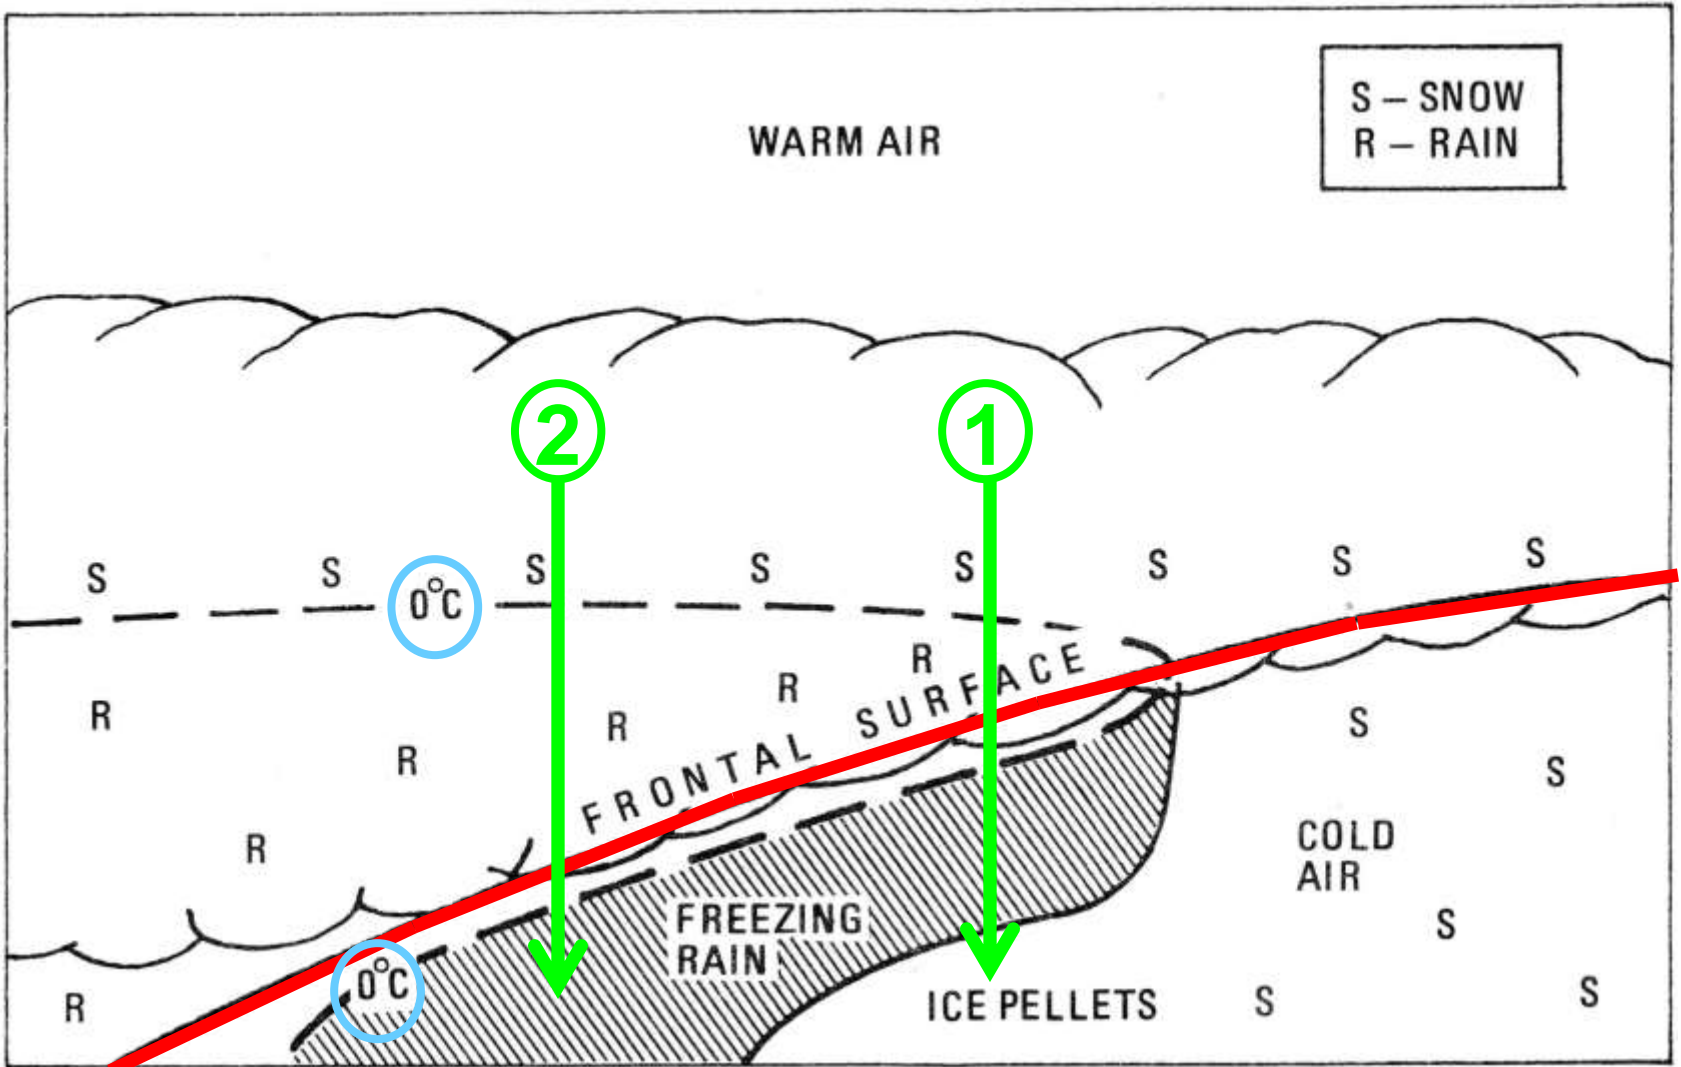 S – SNOW
R – RAIN
WARM AIR
2
1
S S S S S S S S
0°C
R R R R R R
FRONTAL SURFACE
S
S
COLD
AIR
FREEZING
RAIN
S
0°C
R
ICE PELLETS
S
S